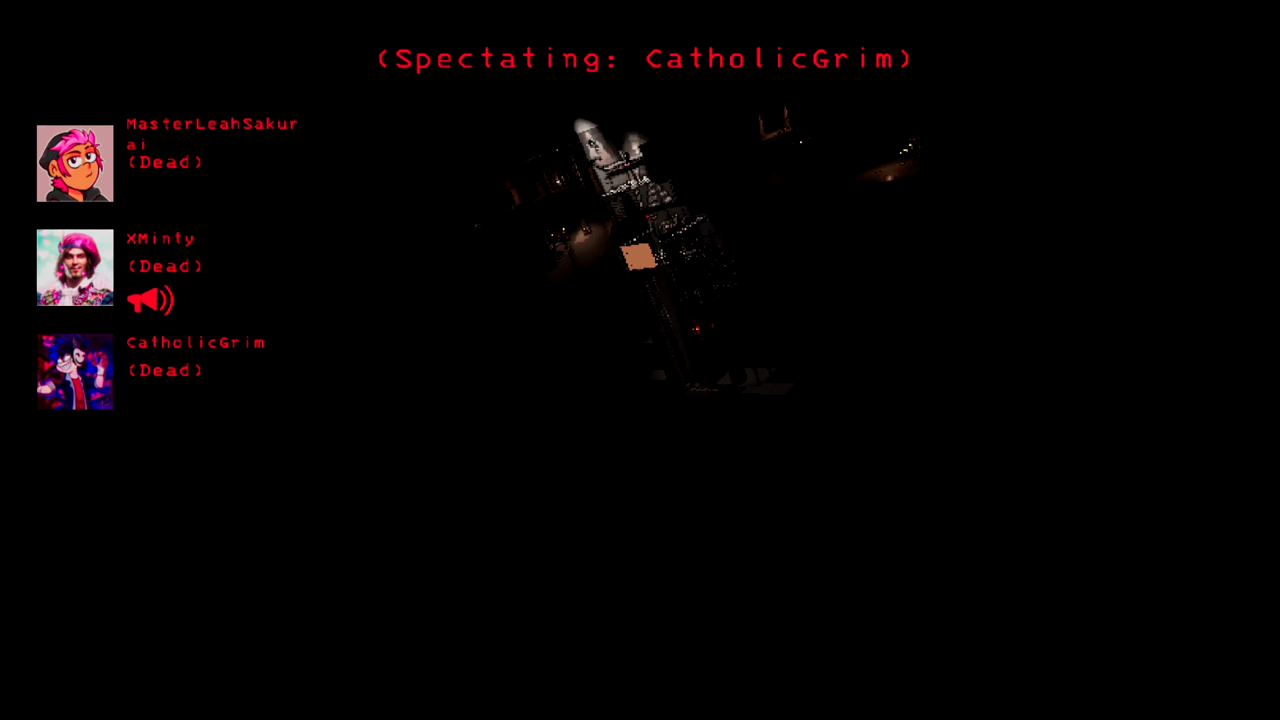 (Spectating: CatholicGrim)
MasterLeahSakur
ai
(Dead)
XMinty
(Dead)
CatholicGrim
(Dead)